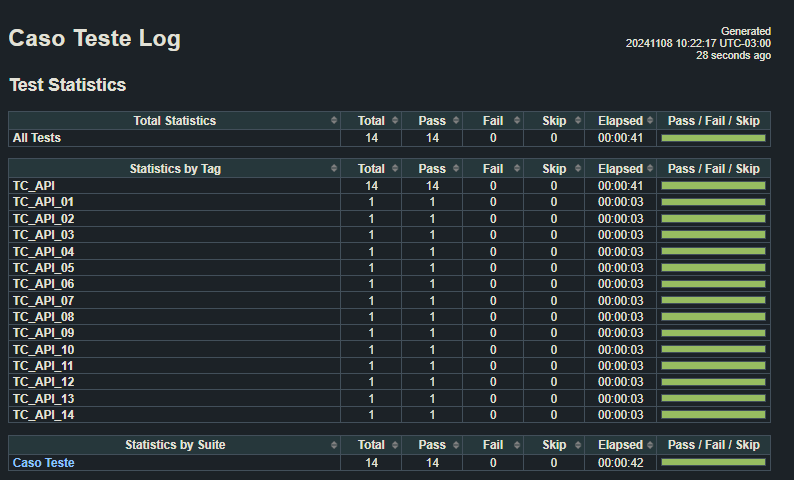 Caso Teste Log
Generated
20241108 10:22:17 UTC-03:00
28 seconds ago
Test Statistics
Total Statistics Total Pass Fail Skip Elapsed Pass / Fail / Skip
All Tests 14 14 0 0 00:00:41
Statistics by Tag Total Pass Fail Skip Elapsed Pass / Fail / Skip
TC_API 14 14 0 0 00:00:41
TC_API_01 1 1 0 0 00:00:03
TC_API_02 1 1 0 0 00:00:03
TC_API_03 1 1 0 0 00:00:03
TC_API_04 1 1 0 0 00:00:03
TC_API_05 1 1 0 0 00:00:03
TC_API_06 1 1 0 0 00:00:03
TC_API_07 1 1 0 0 00:00:03
TC_API_08 1 1 0 0 00:00:03
TC_API_09 1 1 0 0 00:00:03
TC_API_10 1 1 0 0 00:00:03
TC_API_11 1 1 0 0 00:00:03
TC_API_12 1 1 0 0 00:00:03
TC_API_13 1 1 0 0 00:00:03
TC_API_14 1 1 0 0 00:00:03
Statistics by Suite Total Pass Fail Skip Elapsed Pass / Fail / Skip
Caso Teste 14 14 0 0 00:00:42